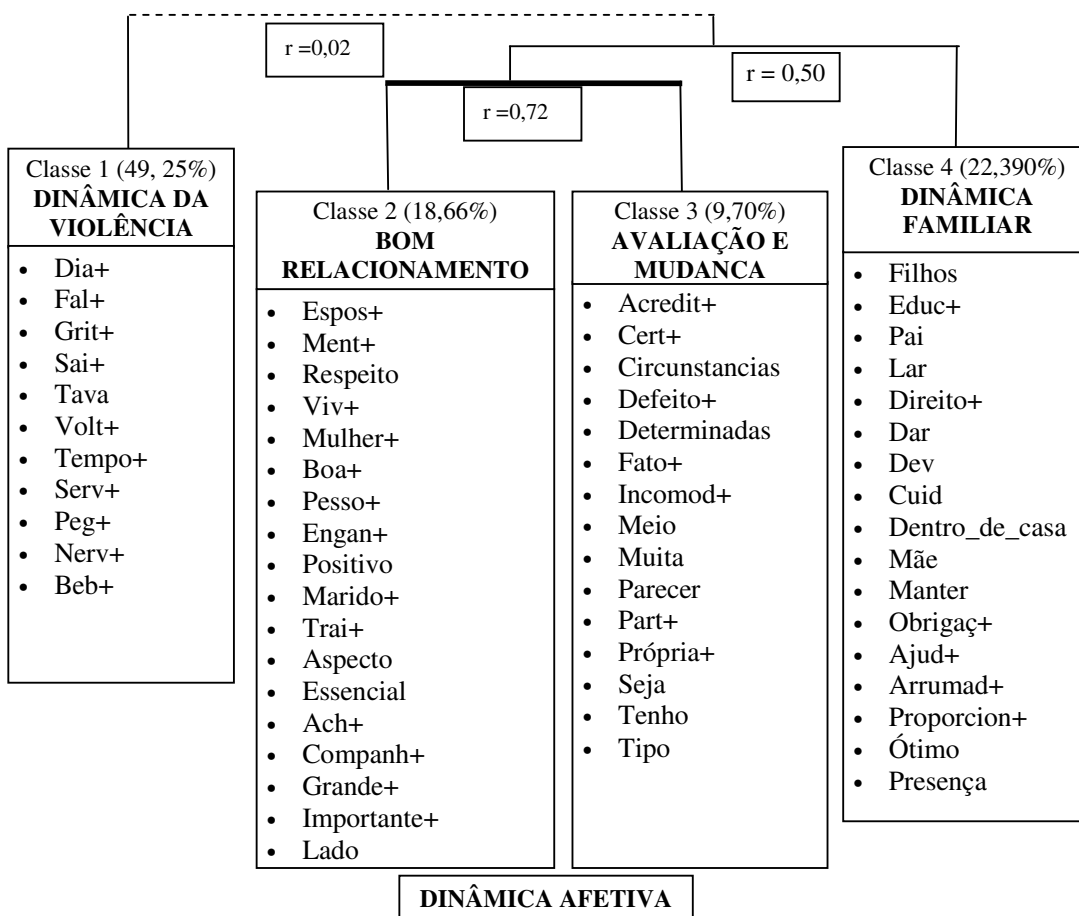 r =0,02
r = 0,50
r =0,72
Classe 1 (49, 25%)
DINÂMICA DA
VIOLÊNCIA
• Dia+
• Fal+
• Grit+
• Sai+
• Tava
• Volt+
• Tempo+
• Serv+
• Peg+
• Nerv+
• Beb+
Classe 2 (18,66%)
BOM
RELACIONAMENTO
• Espos+
• Ment+
• Respeito
• Viv+
• Mulher+
• Boa+
• Pesso+
• Engan+
• Positivo
• Marido+
• Trai+
• Aspecto
• Essencial
• Ach+
• Companh+
• Grande+
• Importante+
• Lado
Classe 3 (9,70%)
AVALIAÇÃO E
MUDANCA
• Acredit+
• Cert+
• Circunstancias
• Defeito+
• Determinadas
• Fato+
• Incomod+
• Meio
• Muita
• Parecer
• Part+
• Própria+
• Seja
• Tenho
• Tipo
Classe 4 (22,390%)
DINÂMICA
FAMILIAR
• Filhos
• Educ+
• Pai
• Lar
• Direito+
• Dar
• Dev
• Cuid
• Dentro_de_casa
• Mãe
• Manter
• Obrigaç+
• Ajud+
• Arrumad+
• Proporcion+
• Ótimo
• Presença
DINÂMICA AFETIVA